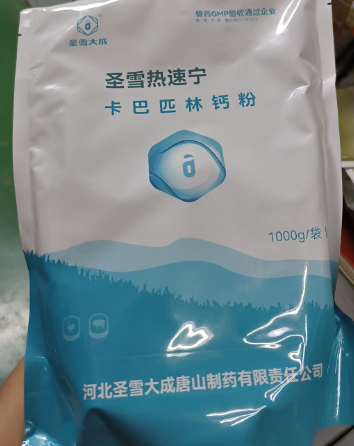 兽药GMP验收通过企业
圣雪大成
圣雪热速宁
卡巴匹林钙粉
1000g/袋
河北圣雪大成唐山制药有限责任公司